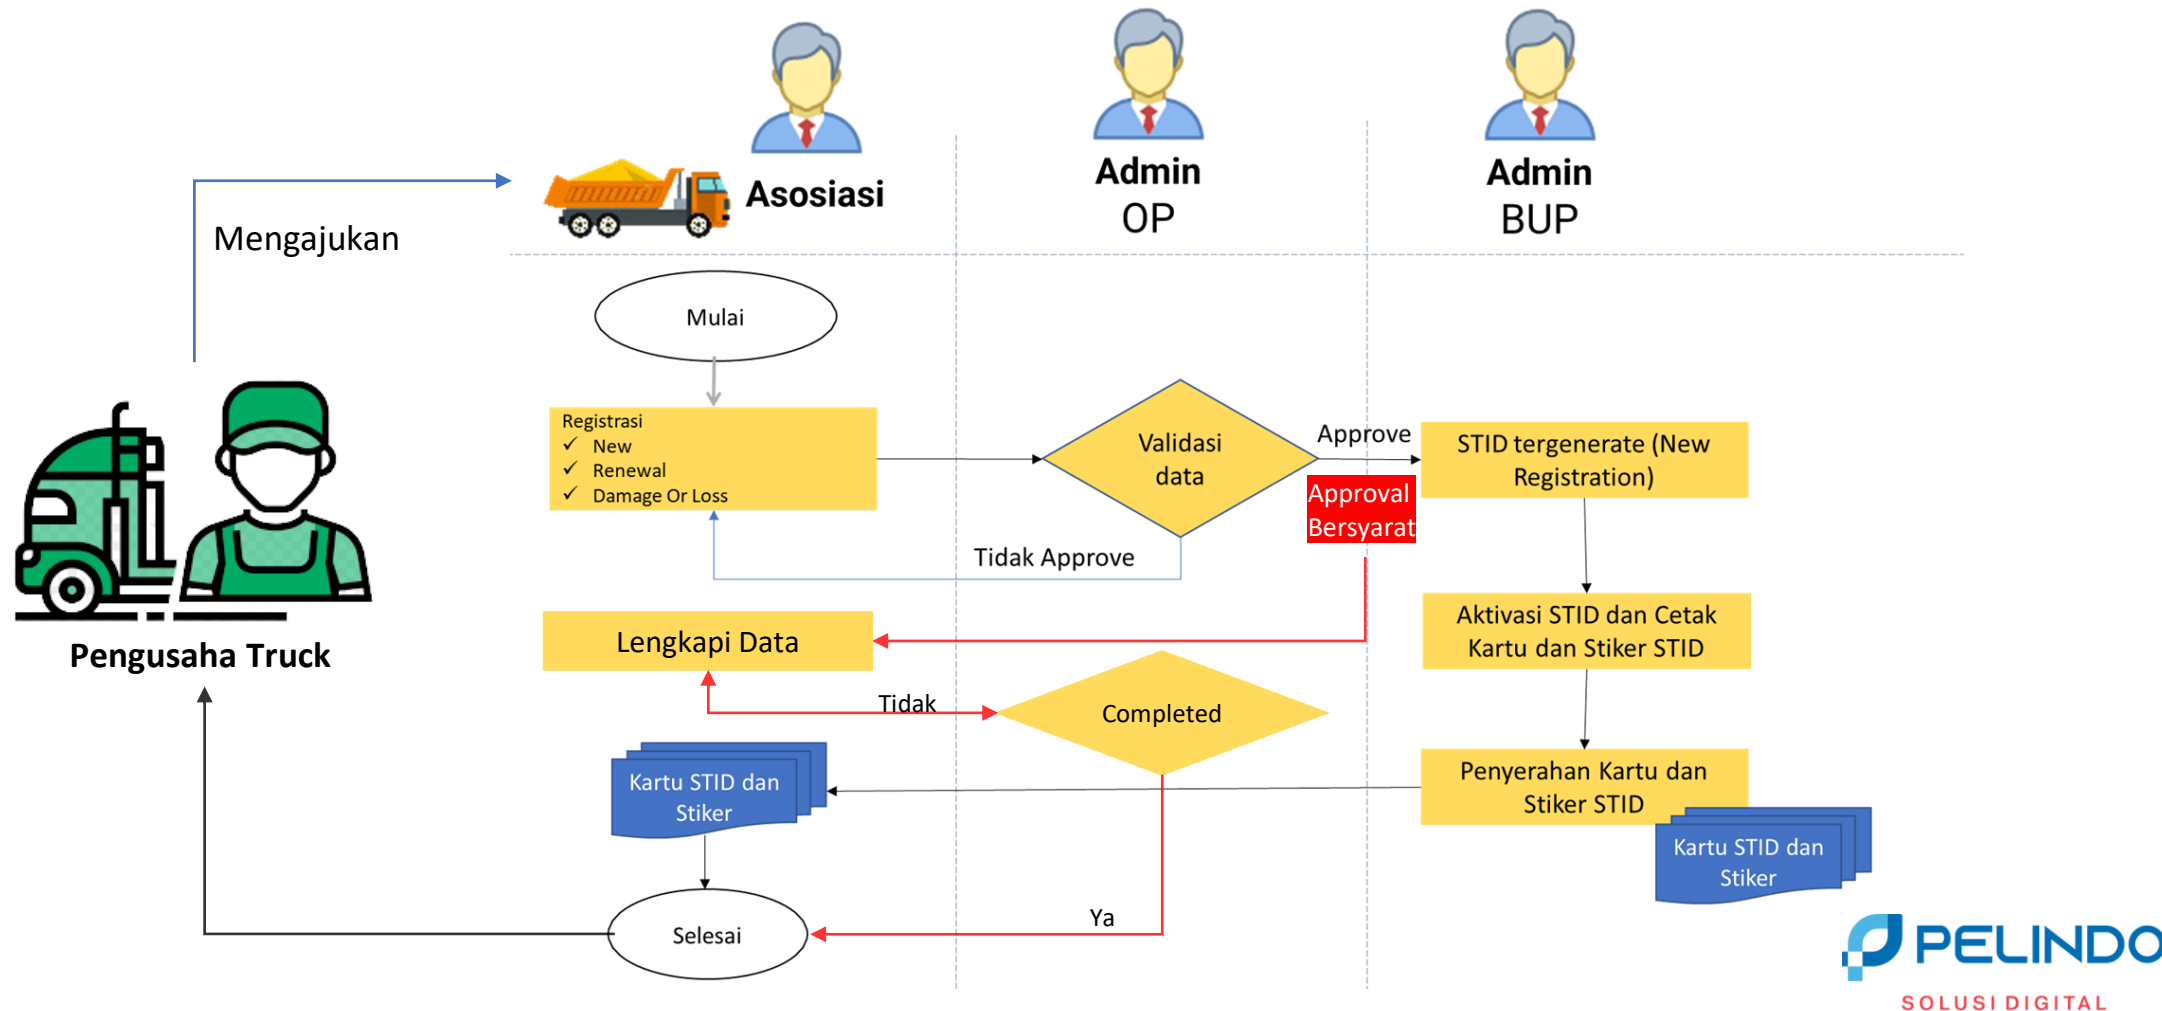 Asosiasi
Admin
OP
Admin
BUP
Mengajukan
Mulai
Registrasi
✓ New
✓ Renewal
✓ Damage Or Loss
Validasi
data
Approve
Approval
Bersyarat
STID tergenerate (New
Registration)
Tidak Approve
Pengusaha Truck
Lengkapi Data
Aktivasi STID dan Cetak
Kartu dan Stiker STID
Tidak
Completed
Kartu STID dan
Stiker
Penyerahan Kartu dan
Stiker STID
Kartu STID dan
Stiker
Ya
Selesai
PELINDO
SOLUSI DIGITAL